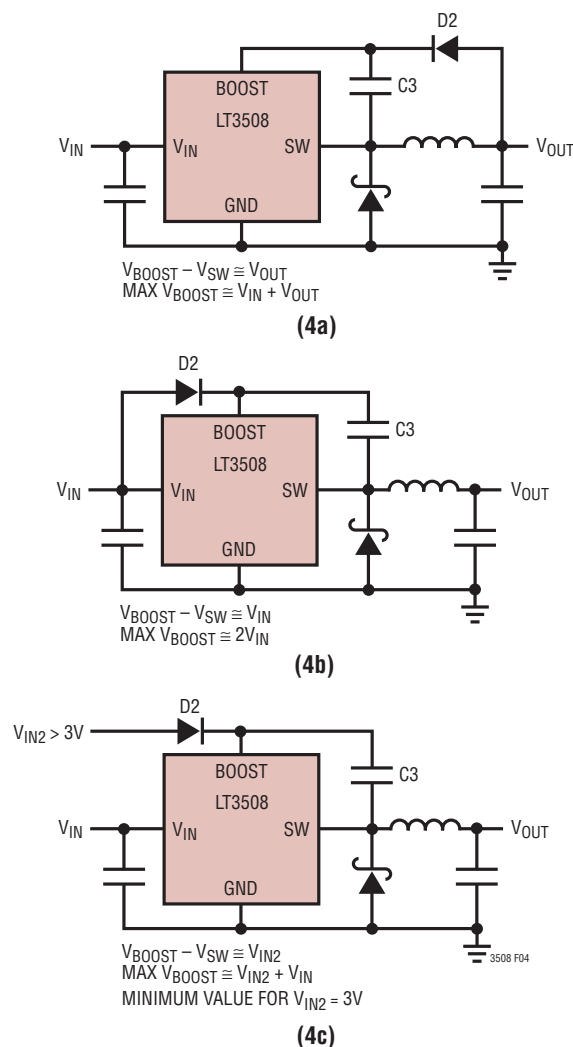 D2
BOOST
C3
LT3508
V_IN V_IN SW V_OUT
GND
V_BOOST – V_SW ≅ V_OUT
MAX V_BOOST ≅ V_IN + V_OUT
(4a)
D2
BOOST
C3
LT3508
V_IN V_IN SW V_OUT
GND
V_BOOST – V_SW ≅ V_IN
MAX V_BOOST ≅ 2V_IN
(4b)
D2
V_IN2 > 3V
BOOST
C3
LT3508
V_IN V_IN SW V_OUT
GND
3508 F04
V_BOOST – V_SW ≅ V_IN2
MAX V_BOOST ≅ V_IN2 + V_IN
MINIMUM VALUE FOR V_IN2 = 3V
(4c)